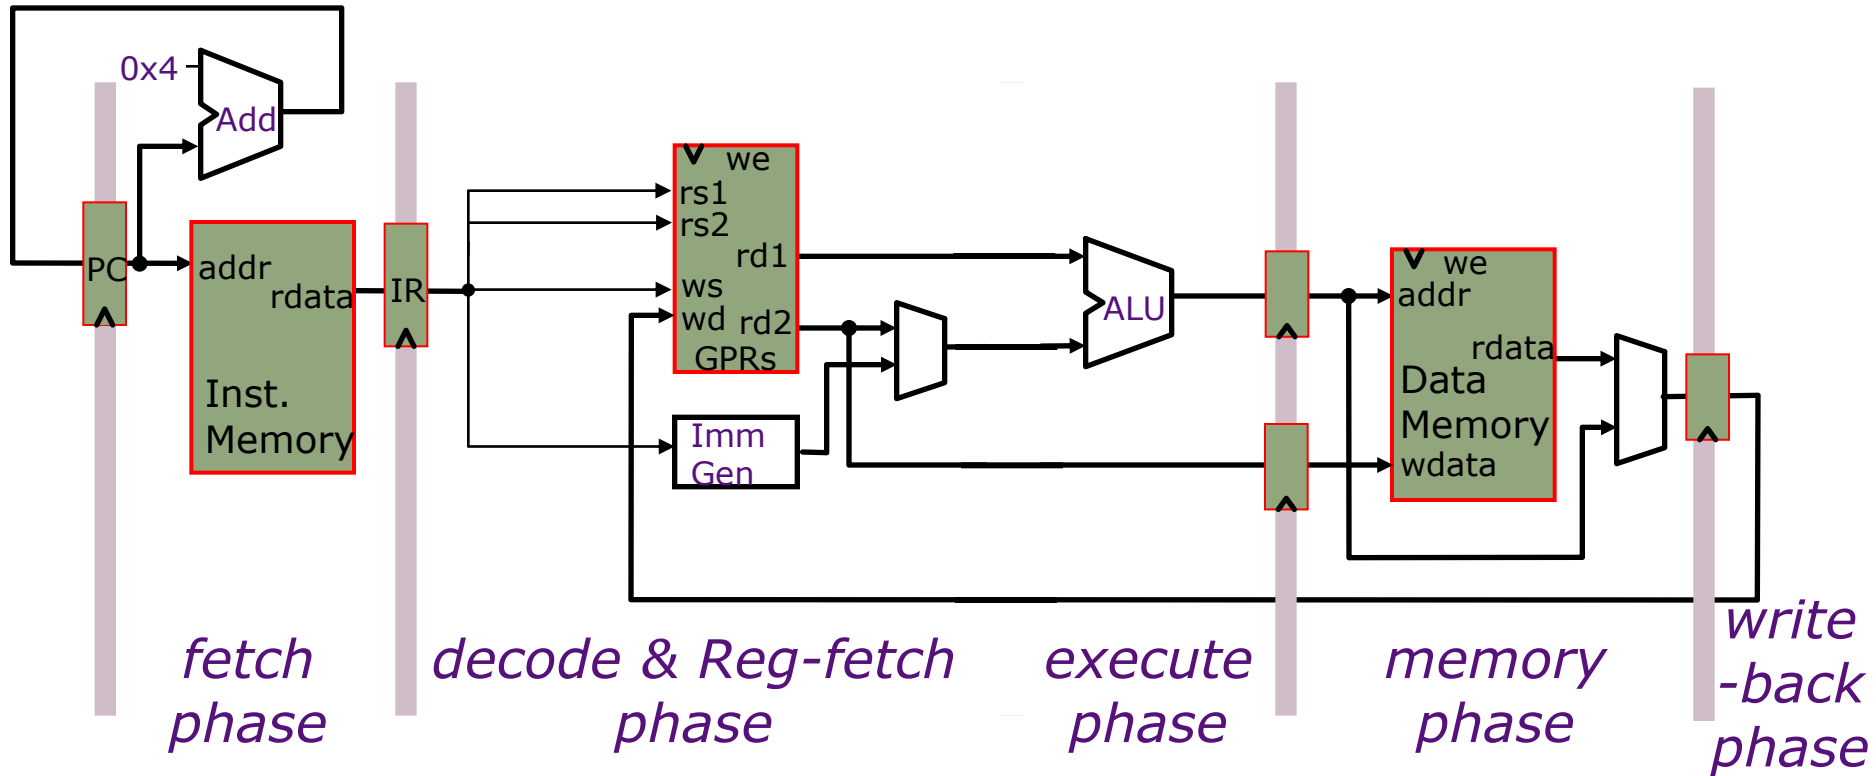 0x4
Add
PC
addr
rdata
Inst.
Memory
IR
we
rs1
rs2
rd1
ws
wd
rd2
GPRs
Imm
Gen
ALU
we
addr
rdata
Data
Memory
wdata
fetch
phase
decode & Reg-fetch
phase
execute
phase
memory
phase
write
-back
phase